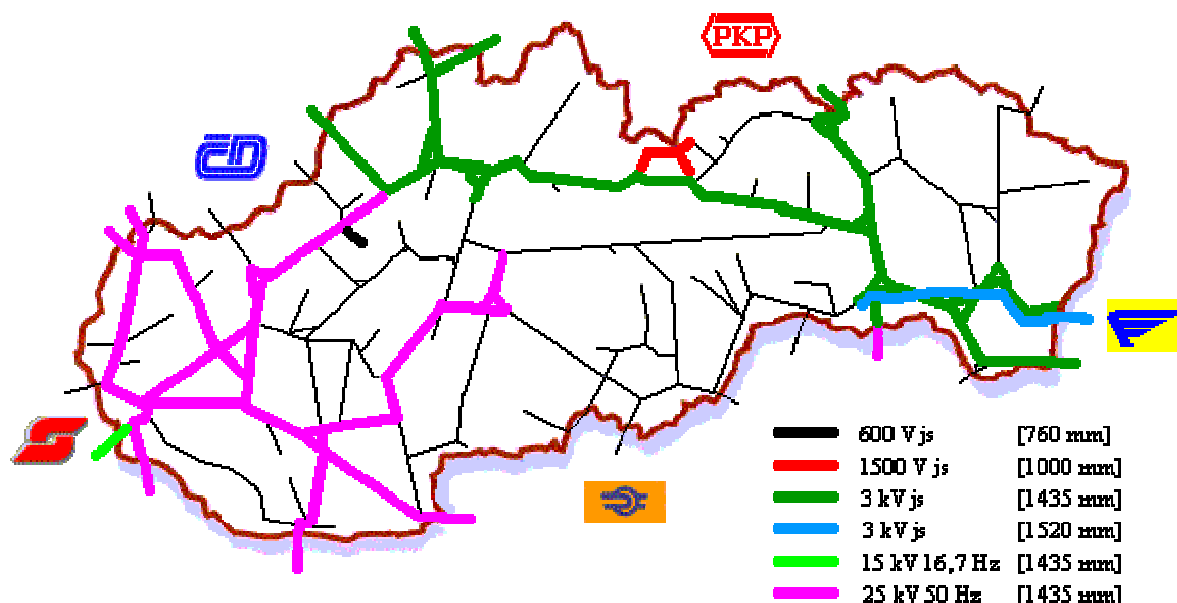 PKP
ČD
600 V js [760 mm]
1500 V js [1000 mm]
3 kV js [1435 mm]
3 kV js [1520 mm]
15 kV 16,7 Hz [1435 mm]
25 kV 50 Hz [1435 mm]